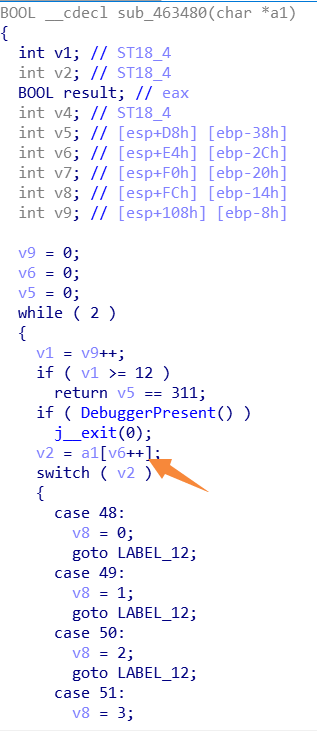 BOOL __cdecl sub_463480(char *a1)
{
  int v1; // ST18_4
  int v2; // ST18_4
  BOOL result; // eax
  int v4; // ST18_4
  int v5; // [esp+D8h] [ebp-38h]
  int v6; // [esp+E4h] [ebp-2Ch]
  int v7; // [esp+F0h] [ebp-20h]
  int v8; // [esp+FCh] [ebp-14h]
  int v9; // [esp+108h] [ebp-8h]

  v9 = 0;
  v6 = 0;
  v5 = 0;
  while ( 2 )
  {
    v1 = v9++;
    if ( v1 >= 12 )
      return v5 == 311;
    if ( DebuggerPresent() )
      j__exit(0);
    v2 = a1[v6++];
    switch ( v2 )
    {
      case 48:
        v8 = 0;
        goto LABEL_12;
      case 49:
        v8 = 1;
        goto LABEL_12;
      case 50:
        v8 = 2;
        goto LABEL_12;
      case 51:
        v8 = 3;